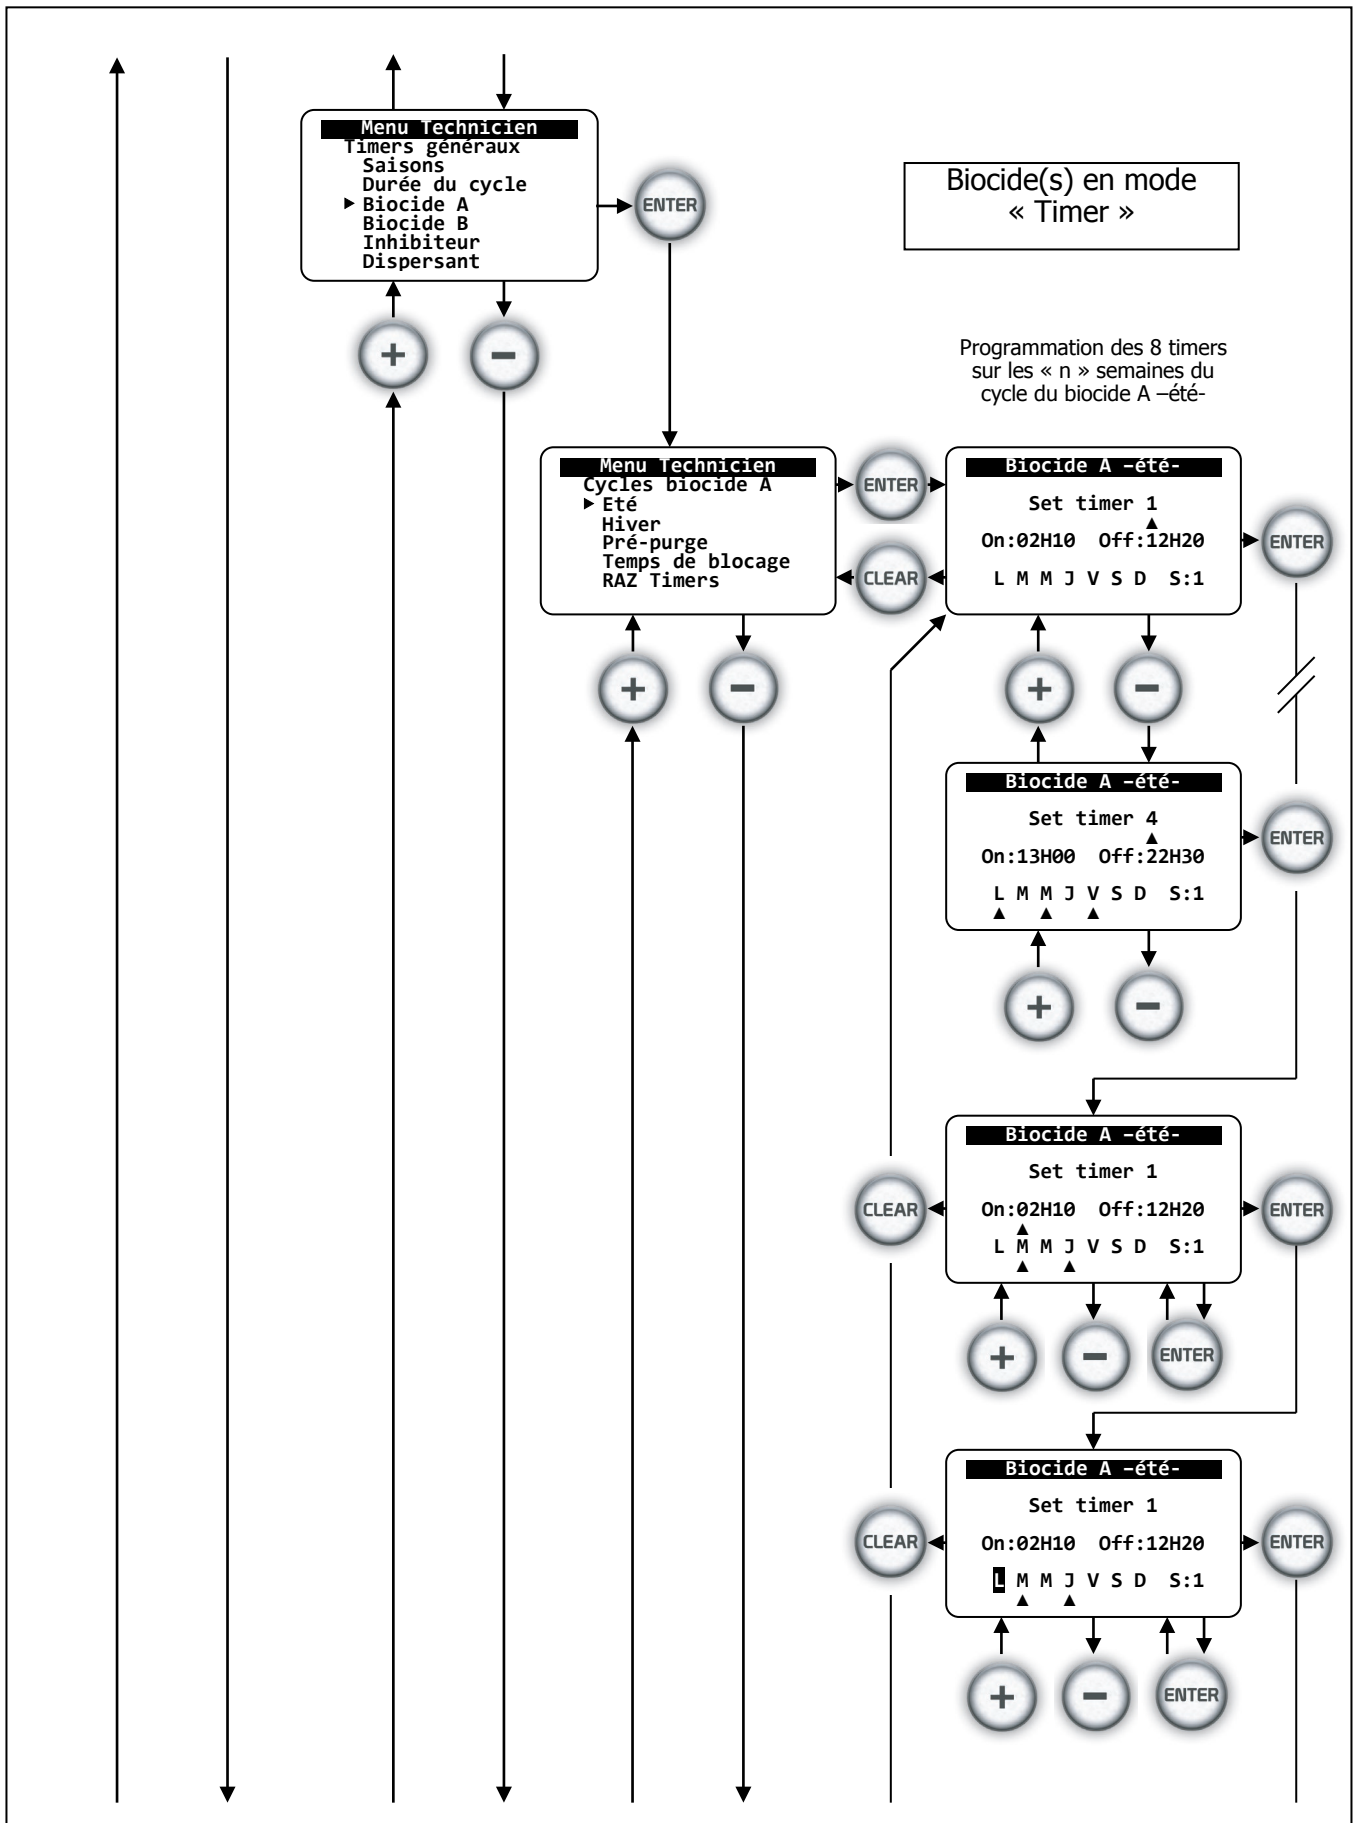 Menu Technicien
Timers généraux
Saisons
Durée du cycle
▶ Biocide A
Biocide B
Inhibiteur
Dispersant
ENTER
Biocide(s) en mode
« Timer »
+
−
Programmation des 8 timers
sur les « n » semaines du
cycle du biocide A –été-
Menu Technicien
Cycles biocide A
▶ Eté
Hiver
Pré-purge
Temps de blocage
RAZ Timers
ENTER
CLEAR
Biocide A –été-
Set timer 1
▲
On:02H10 Off:12H20
L M M J V S D S:1
ENTER
+
−
+
−
Biocide A –été-
Set timer 4
▲
On:13H00 Off:22H30
L M M J V S D S:1
▲ ▲ ▲
ENTER
+
−
Biocide A –été-
Set timer 1
On:02H10 Off:12H20
▲
L M M J V S D S:1
▲ ▲
CLEAR
ENTER
+
−
ENTER
Biocide A –été-
Set timer 1
On:02H10 Off:12H20
L M M J V S D S:1
▲ ▲
CLEAR
ENTER
+
−
ENTER